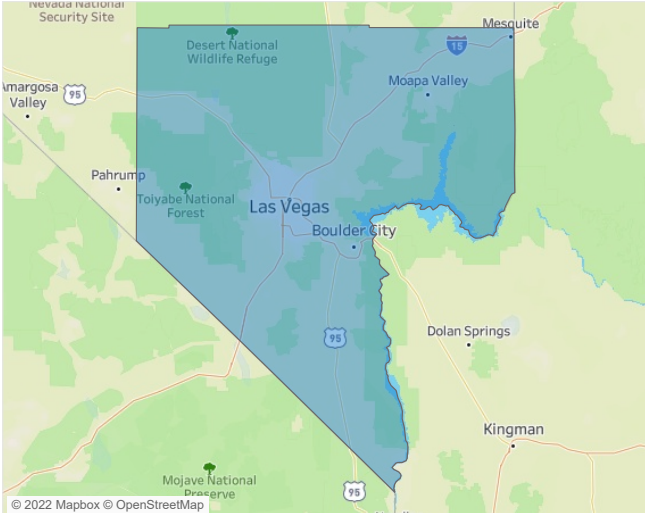 Nevada National
Security Site
Mesquite
Desert National
Wildlife Refuge
15
Moapa Valley
Amargosa
Valley
95
Pahrump
Toiyabe National
Forest
Las Vegas
Boulder City
95
Dolan Springs
Kingman
Mojave National
Preserve
95
© 2022 Mapbox © OpenStreetMap